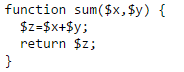 function sum($x,$y) {
  $z=$x+$y;
  return $z;
}